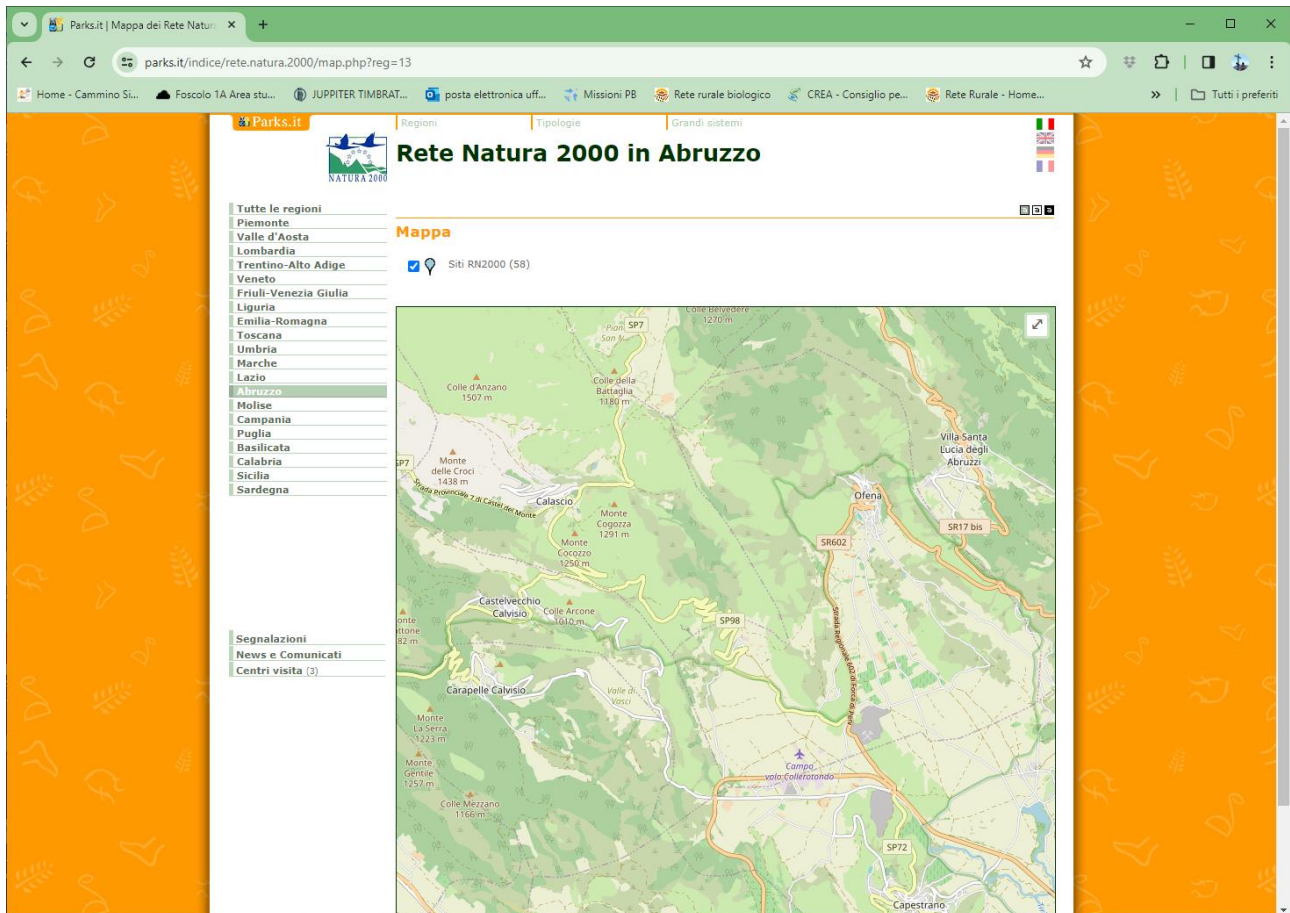 Parks.it | Mappa dei Rete Natur
parks.it/indice/rete.natura.2000/map.php?reg=13
Home - Cammino Si...
Foscolo 1A Area stu...
JUPPITER TIMBRAT...
posta elettronica uff...
Missioni PB
Rete rurale biologico
CREA - Consiglio pe...
Rete Rurale - Home...
»
Tutti i preferiti
Parks.it
Regioni
Tipologie
Grandi sistemi
NATURA 2000
Rete Natura 2000 in Abruzzo
Tutte le regioni
Piemonte
Valle d'Aosta
Lombardia
Trentino-Alto Adige
Veneto
Friuli-Venezia Giulia
Liguria
Emilia-Romagna
Toscana
Umbria
Marche
Lazio
Abruzzo
Molise
Campania
Puglia
Basilicata
Calabria
Sicilia
Sardegna
Segnalazioni
News e Comunicati
Centri visita (3)
a a a
Mappa
Siti RN2000 (58)
Colle Belvedere
1270 m
SP7
Colle d'Anzano
1507 m
Colle della
Battaglia
1180 m
Villa Santa
Lucia degli
Abruzzi
SP7
Monte
delle Croci
1438 m
Strada Provinciale 7 di Castel del Monte
Calascio
Ofena
Monte
Cogozza
1291 m
SR17 bis
Monte
Cocozzo
1250 m
SR602
Castelvecchio
Calvisio
Colle Arcone
1010 m
SP98
Carapelle Calvisio
Valle di
Vasci
Monte
La Serra
1223 m
Monte
Gentile
1257 m
Campo
volo Collerotondo
Colle Mezzano
1166 m
SP72
Capestrano